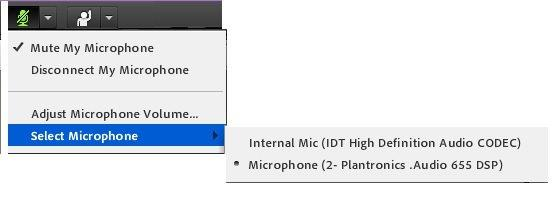 Mute My Microphone
Disconnect My Microphone
Adjust Microphone Volume...
Select Microphone
Internal Mic (IDT High Definition Audio CODEC)
Microphone (2- Plantronics .Audio 655 DSP)